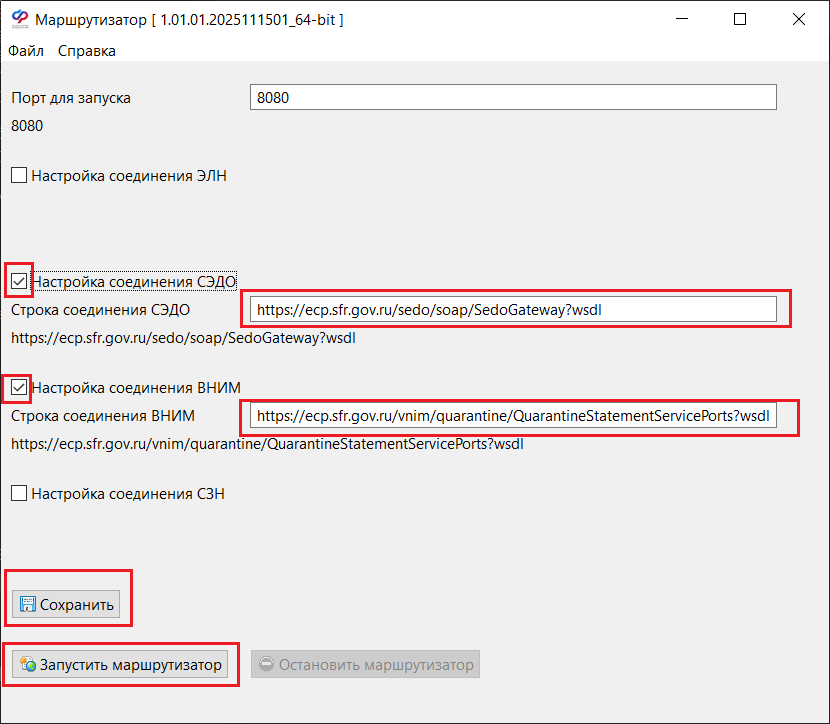 Маршрутизатор [ 1.01.01.2025111501_64-bit ]
Файл Справка
Порт для запуска 8080
8080
Настройка соединения ЭЛН
Настройка соединения СЭДО
Строка соединения СЭДО https://ecp.sfr.gov.ru/sedo/soap/SedoGateway?wsdl
https://ecp.sfr.gov.ru/sedo/soap/SedoGateway?wsdl
Настройка соединения ВНИМ
Строка соединения ВНИМ https://ecp.sfr.gov.ru/vnim/quarantine/QuarantineStatementServicePorts?wsdl
https://ecp.sfr.gov.ru/vnim/quarantine/QuarantineStatementServicePorts?wsdl
Настройка соединения СЗН
Сохранить
Запустить маршрутизатор Остановить маршрутизатор